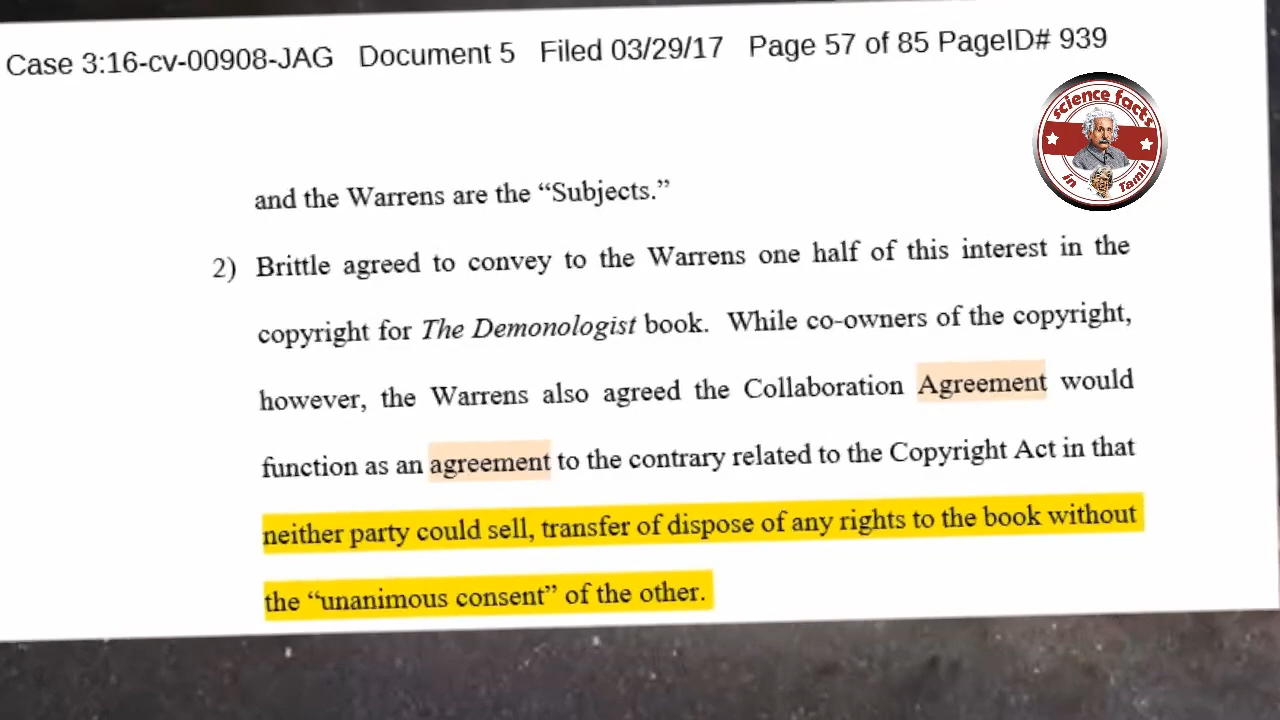 Case 3:16-cv-00908-JAG Document 5 Filed 03/29/17 Page 57 of 85 PageID# 939
science facts
in Tamil
and the Warrens are the “Subjects.”
2) Brittle agreed to convey to the Warrens one half of this interest in the
copyright for The Demonologist book. While co-owners of the copyright,
however, the Warrens also agreed the Collaboration Agreement would
function as an agreement to the contrary related to the Copyright Act in that
neither party could sell, transfer of dispose of any rights to the book without
the “unanimous consent” of the other.